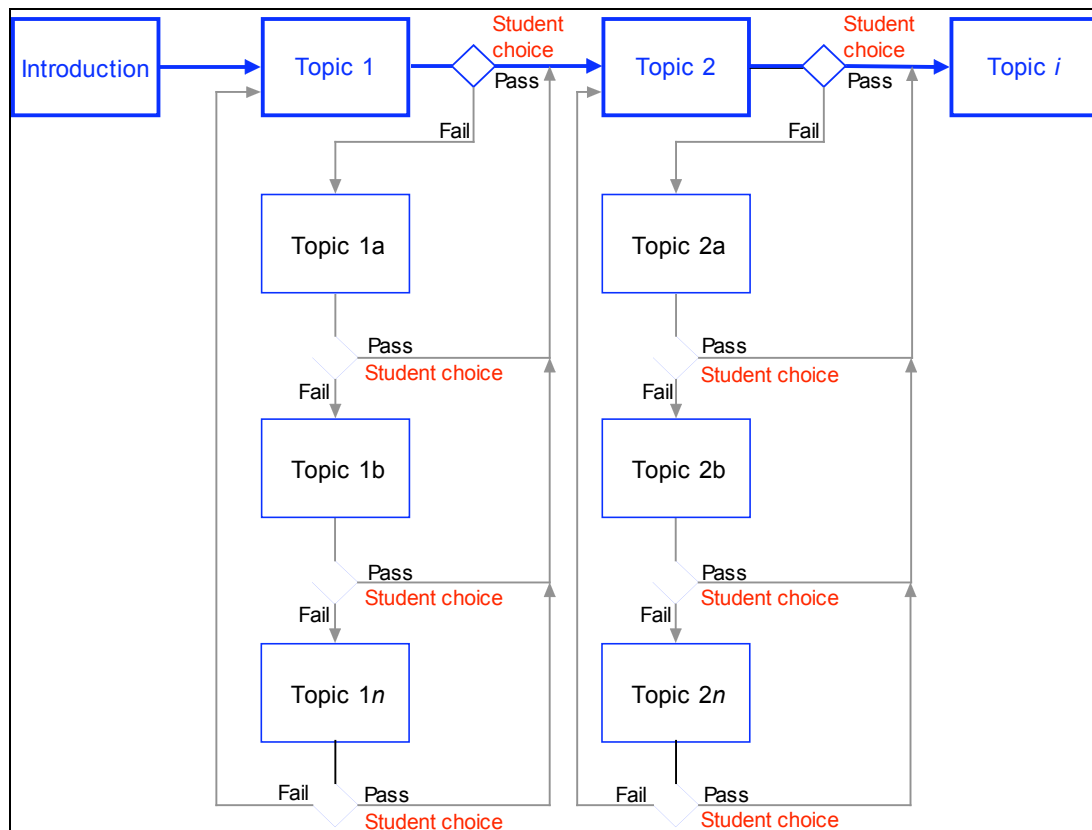 Student
choice
Student
choice
Introduction
Topic 1
Topic 2
Topic i
Pass
Pass
Fail
Fail
Topic 1a
Topic 2a
Pass
Student choice
Fail
Pass
Student choice
Fail
Topic 1b
Topic 2b
Pass
Student choice
Fail
Pass
Student choice
Fail
Topic 1n
Topic 2n
Fail
Pass
Student choice
Fail
Pass
Student choice